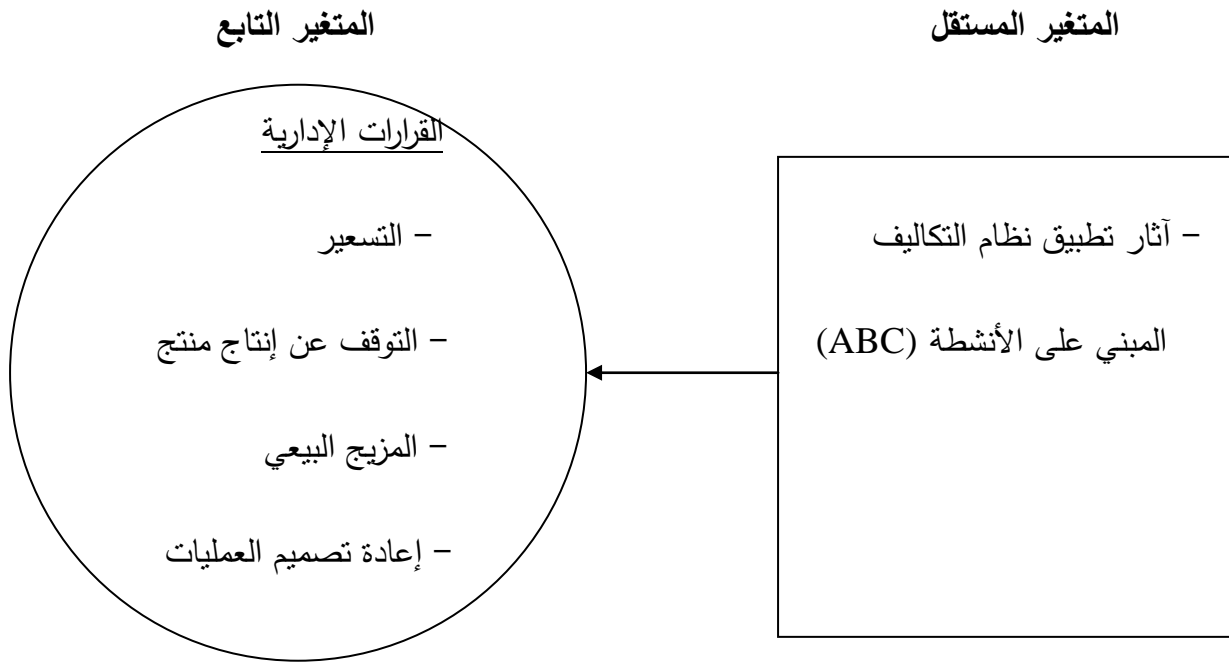 المتغير المستقل
المتغير التابع
– آثار تطبيق نظام التكاليف
المبني على الأنشطة (ABC)
القرارات الإدارية
– التسعير
– التوقف عن إنتاج منتج
– المزيج البيعي
– إعادة تصميم العمليات